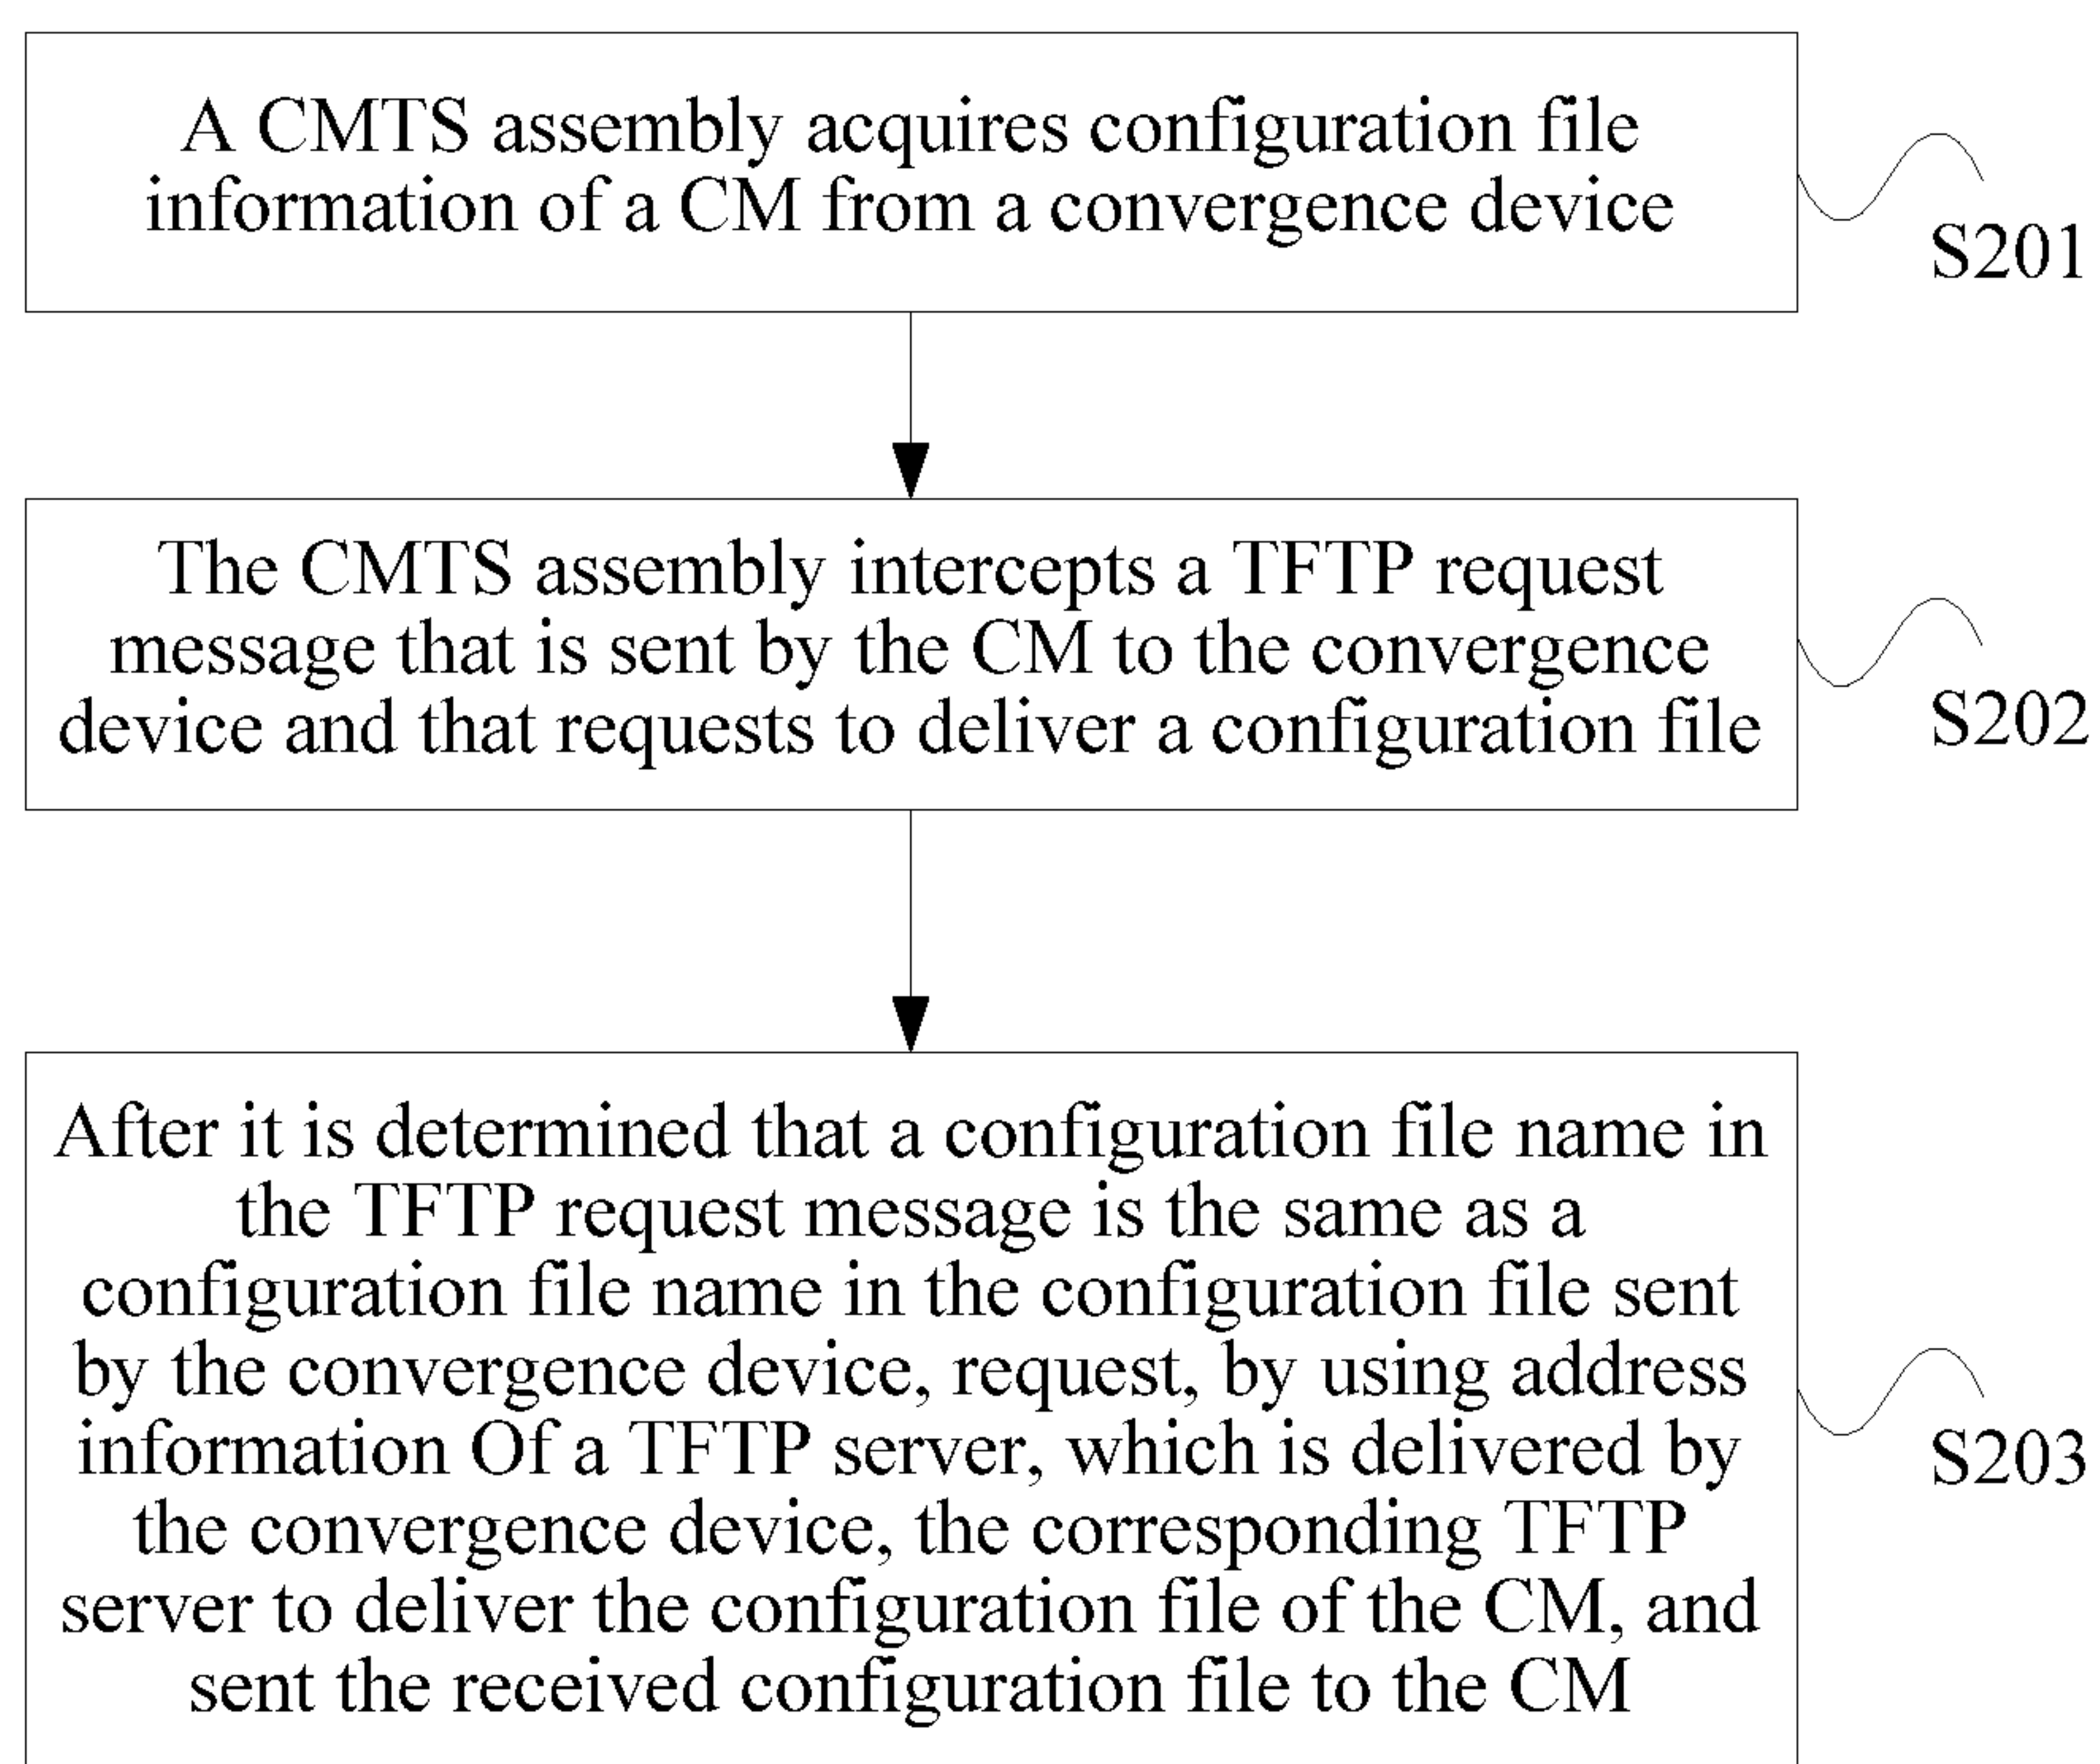 A CMTS assembly acquires configuration file
information of a CM from a convergence device
S201
The CMTS assembly intercepts a TFTP request
message that is sent by the CM to the convergence
device and that requests to deliver a configuration file
S202
After it is determined that a configuration file name in
the TFTP request message is the same as a
configuration file name in the configuration file sent
by the convergence device, request, by using address
information Of a TFTP server, which is delivered by
the convergence device, the corresponding TFTP
server to deliver the configuration file of the CM, and
sent the received configuration file to the CM
S203